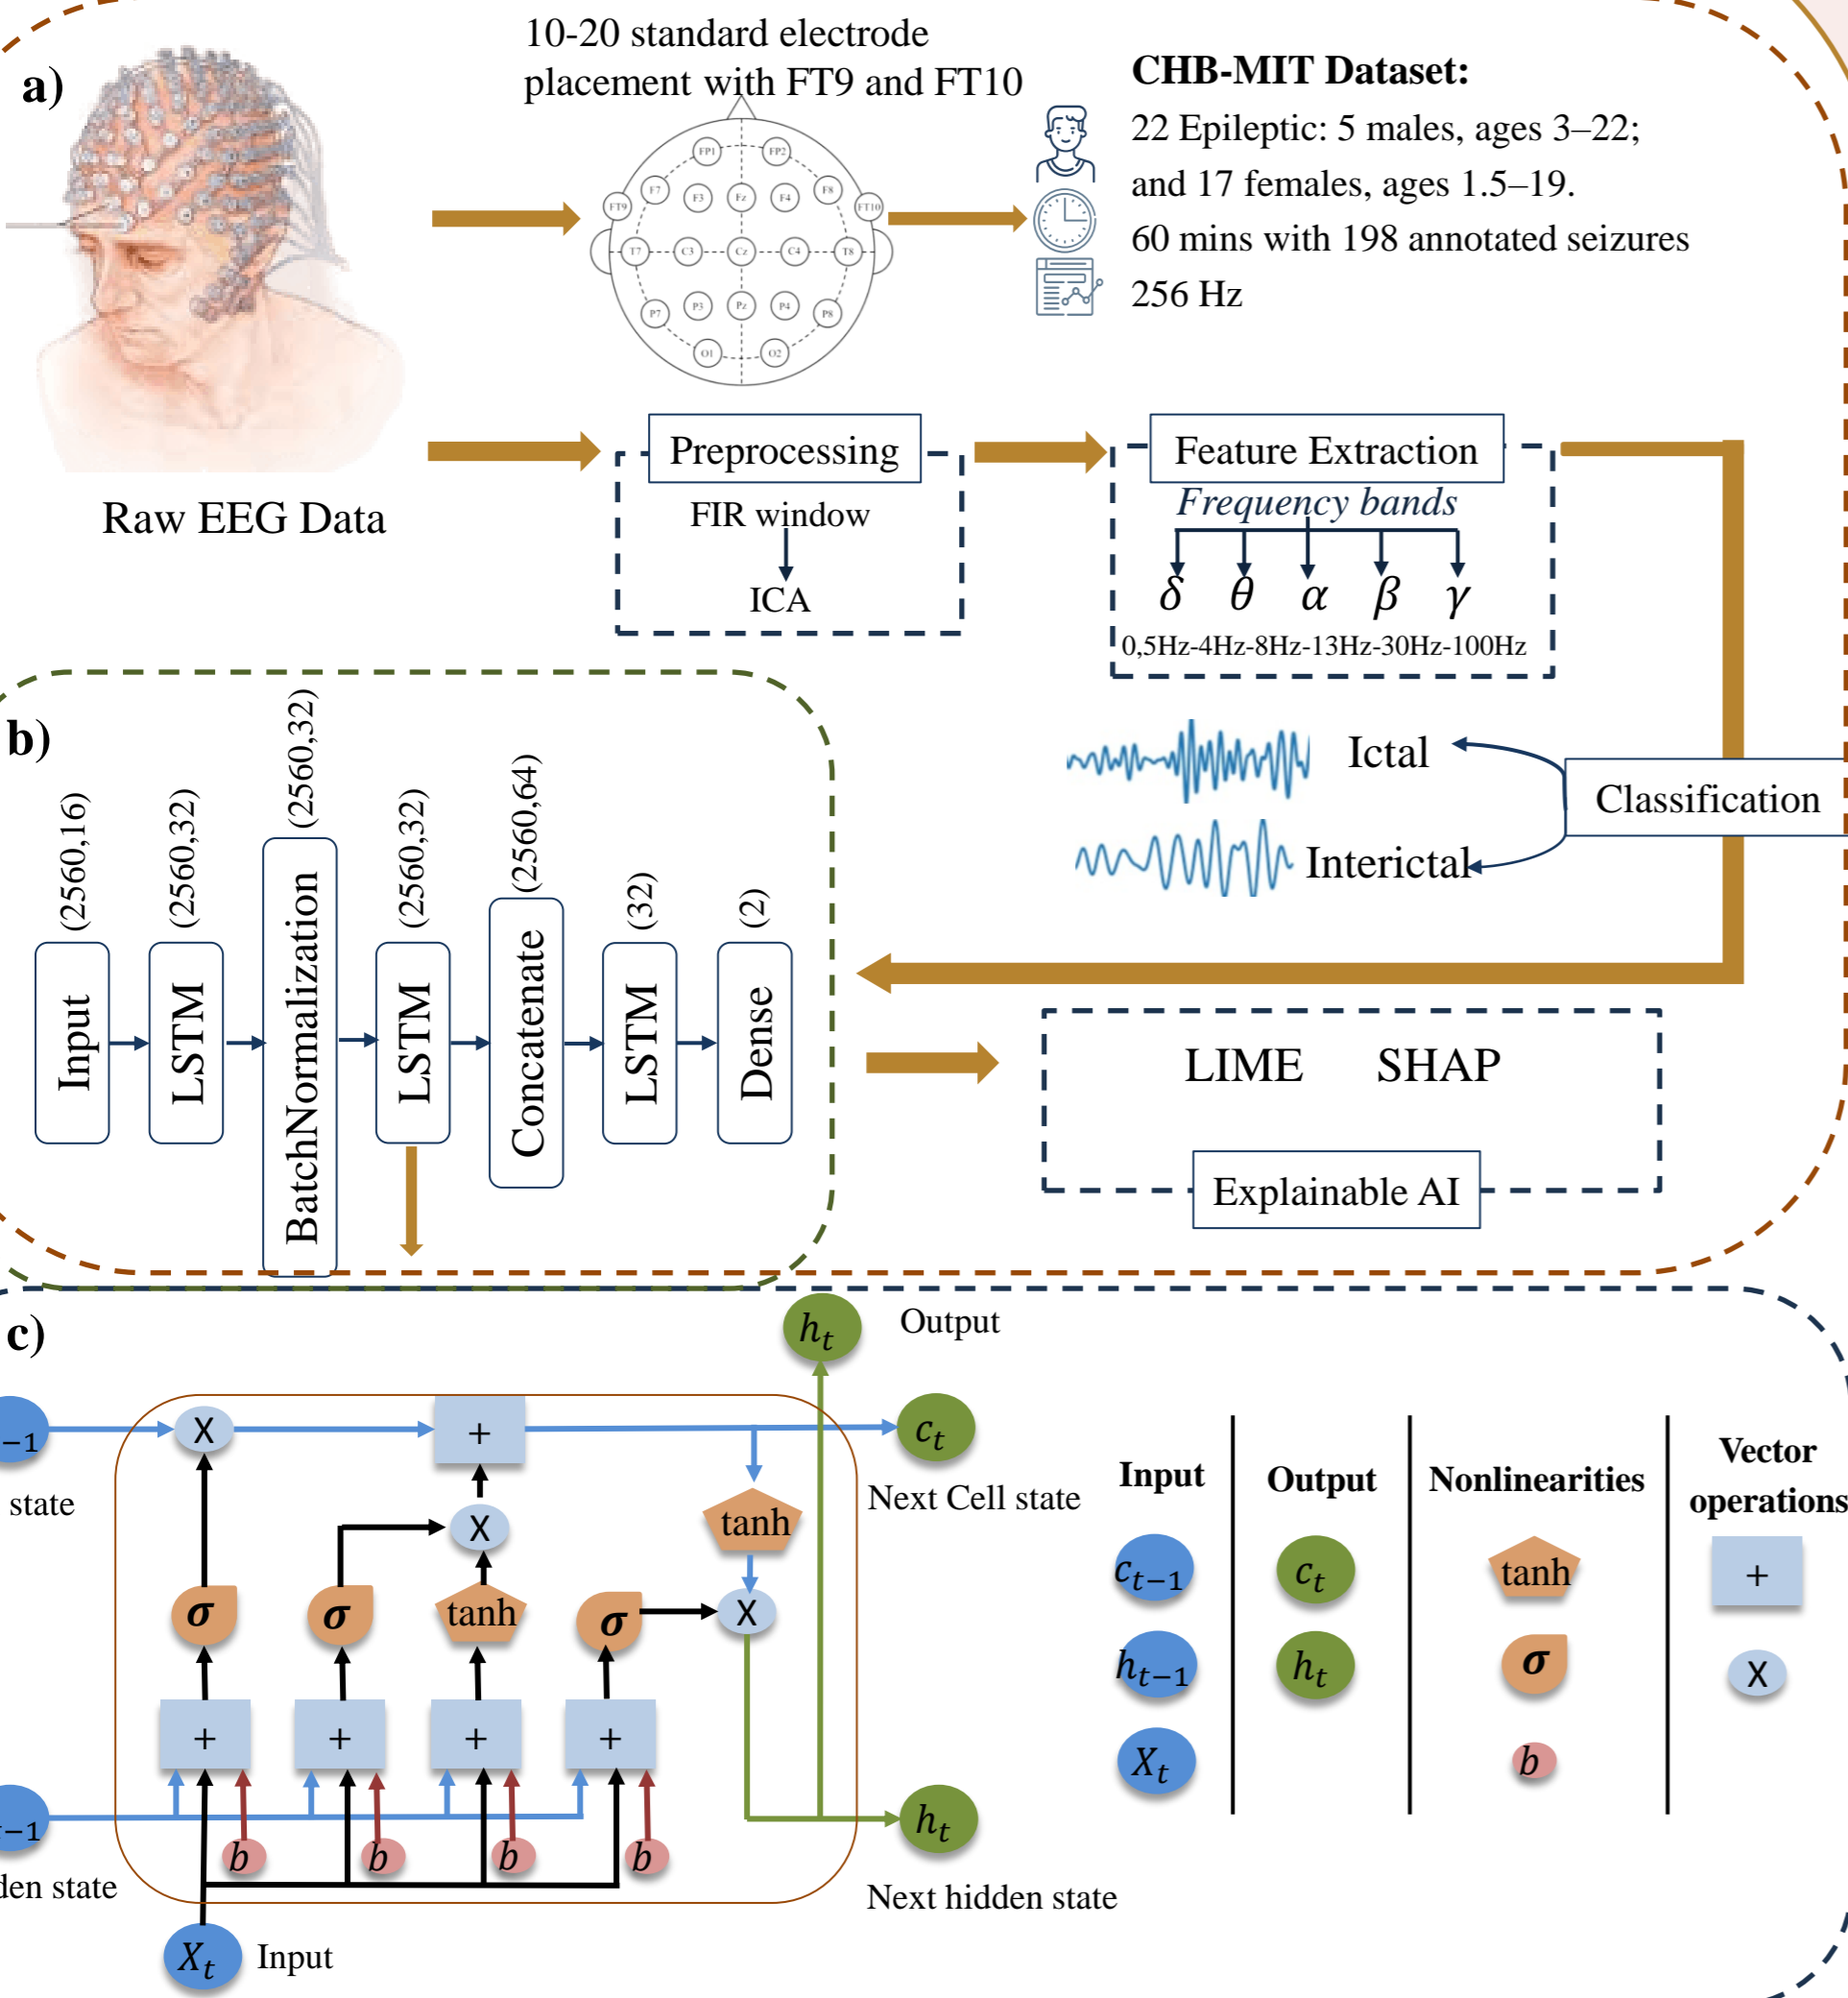 a)
10-20 standard electrode
placement with FT9 and FT10
FP1 FP2
F7 F3 Fz F4 F8
FT9 FT10
T7 C3 Cz C4 T8
P7 P3 Pz P4 P8
O1 O2
CHB-MIT Dataset:
22 Epileptic: 5 males, ages 3–22;
and 17 females, ages 1.5–19.
60 mins with 198 annotated seizures
256 Hz
Raw EEG Data
Preprocessing
FIR window
ICA
Feature Extraction
Frequency bands
δ θ α β γ
0,5Hz-4Hz-8Hz-13Hz-30Hz-100Hz
Classification
Ictal
Interictal
b)
(2560,16)
Input
(2560,32)
LSTM
(2560,32)
BatchNormalization
(2560,32)
LSTM
(2560,64)
Concatenate
(32)
LSTM
(2)
Dense
LIME SHAP
Explainable AI
c)
h_t
Output
−1
state
X
+
c_t
Next Cell state
X
tanh
σ
σ
tanh
σ
X
+ + + +
−1
b b b b
den state
h_t
Next hidden state
X_t
Input
Input
c_{t−1}
h_{t−1}
X_t
Output
c_t
h_t
Nonlinearities
tanh
σ
b
Vector
operations
+
X